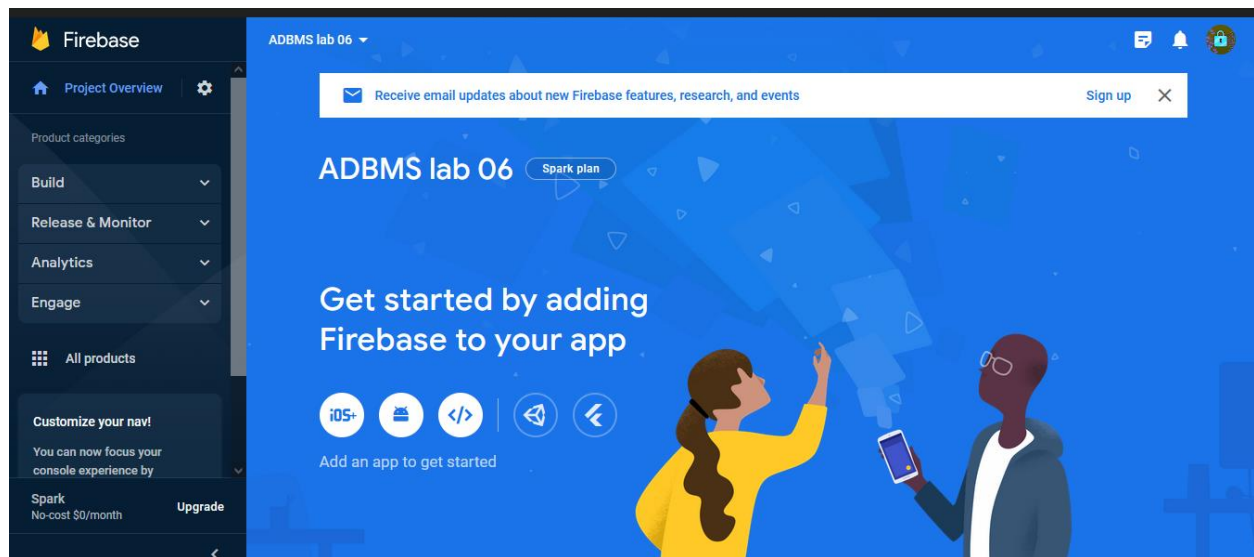 Firebase
Project Overview
Product categories
Build
Release & Monitor
Analytics
Engage
All products
Customize your nav!
You can now focus your
console experience by
Spark
No-cost $0/month
Upgrade
ADBMS lab 06
Receive email updates about new Firebase features, research, and events
Sign up
ADBMS lab 06
Spark plan
Get started by adding
Firebase to your app
iOS+
Add an app to get started